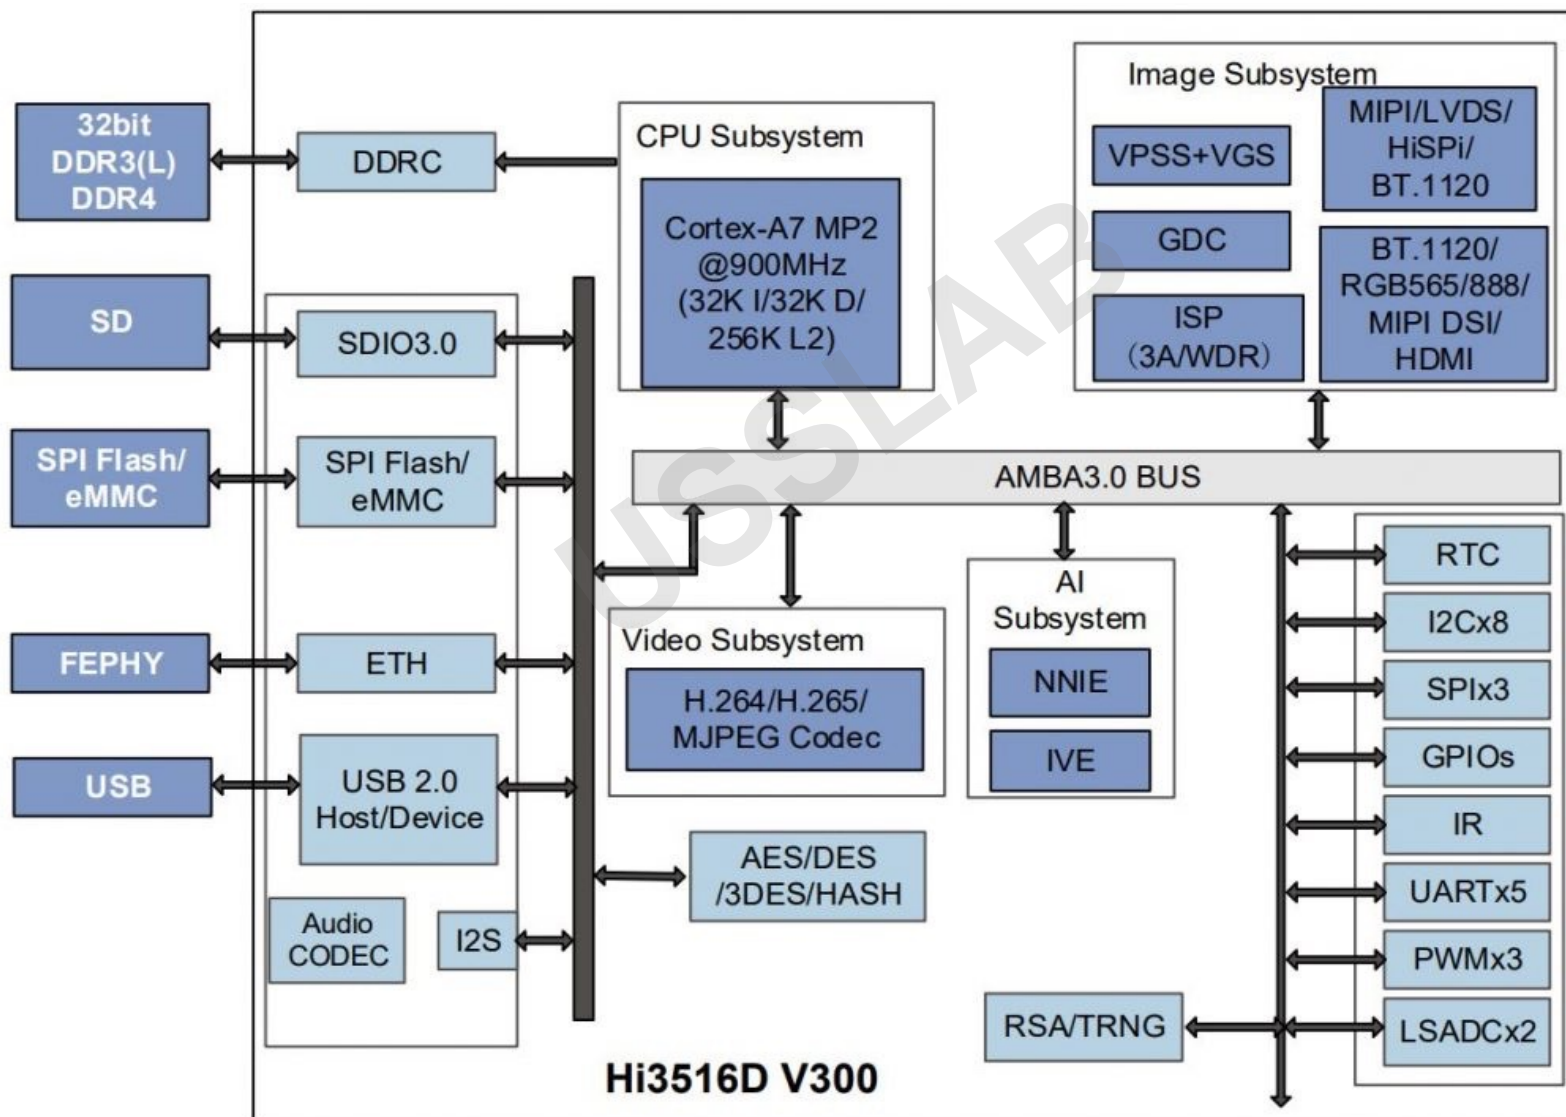 32bit
DDR3(L)
DDR4
SD
SPI Flash/
eMMC
FEPHY
USB
DDRC
SDIO3.0
SPI Flash/
eMMC
ETH
USB 2.0
Host/Device
Audio
CODEC
I2S
CPU Subsystem
Cortex-A7 MP2
@900MHz
(32K I/32K D/
256K L2)
Image Subsystem
VPSS+VGS
GDC
ISP
（3A/WDR）
MIPI/LVDS/
HiSPi/
BT.1120
BT.1120/
RGB565/888/
MIPI DSI/
HDMI
AMBA3.0 BUS
Video Subsystem
H.264/H.265/
MJPEG Codec
AI
Subsystem
NNIE
IVE
AES/DES
/3DES/HASH
RSA/TRNG
RTC
I2Cx8
SPIx3
GPIOs
IR
UARTx5
PWMx3
LSADCx2
Hi3516D V300
USSLAB